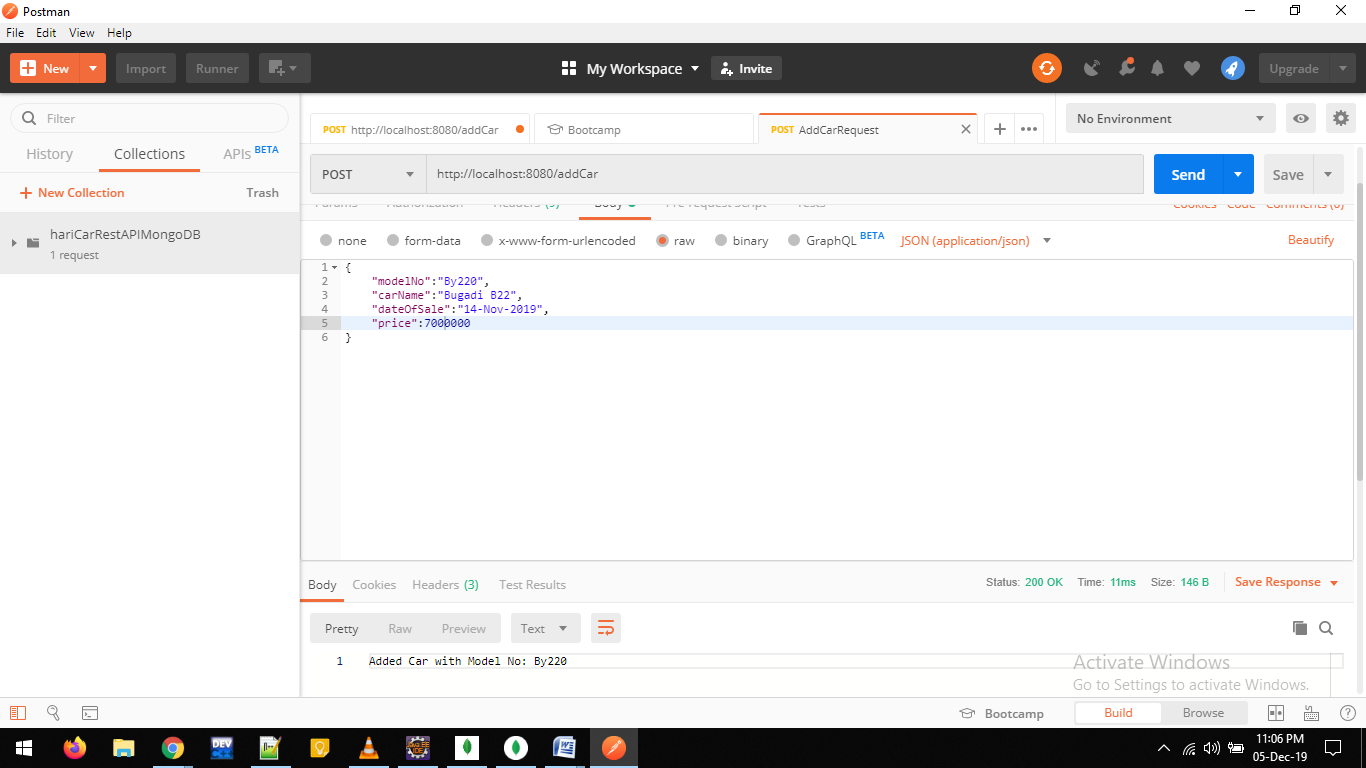 Postman
File Edit View Help
New Import Runner My Workspace Invite Upgrade
Filter
History Collections APIs BETA
New Collection Trash
hariCarRestAPIMongoDB
1 request
POST http://localhost:8080/addCar Bootcamp POST AddCarRequest
No Environment
POST http://localhost:8080/addCar Send Save
Params Authorization Headers (9) Body Pre-request Script Tests Cookies Code Comments (0)
none form-data x-www-form-urlencoded raw binary GraphQL BETA JSON (application/json) Beautify
1 {
2 "modelNo":"By220",
3 "carName":"Bugadi B22",
4 "dateOfSale":"14-Nov-2019",
5 "price":7000000
6 }
Body Cookies Headers (3) Test Results Status: 200 OK Time: 11ms Size: 146 B Save Response
Pretty Raw Preview Text
1 Added Car with Model No: By220
Activate Windows
Go to Settings to activate Windows.
Bootcamp Build Browse
DEV
11:06 PM
05-Dec-19